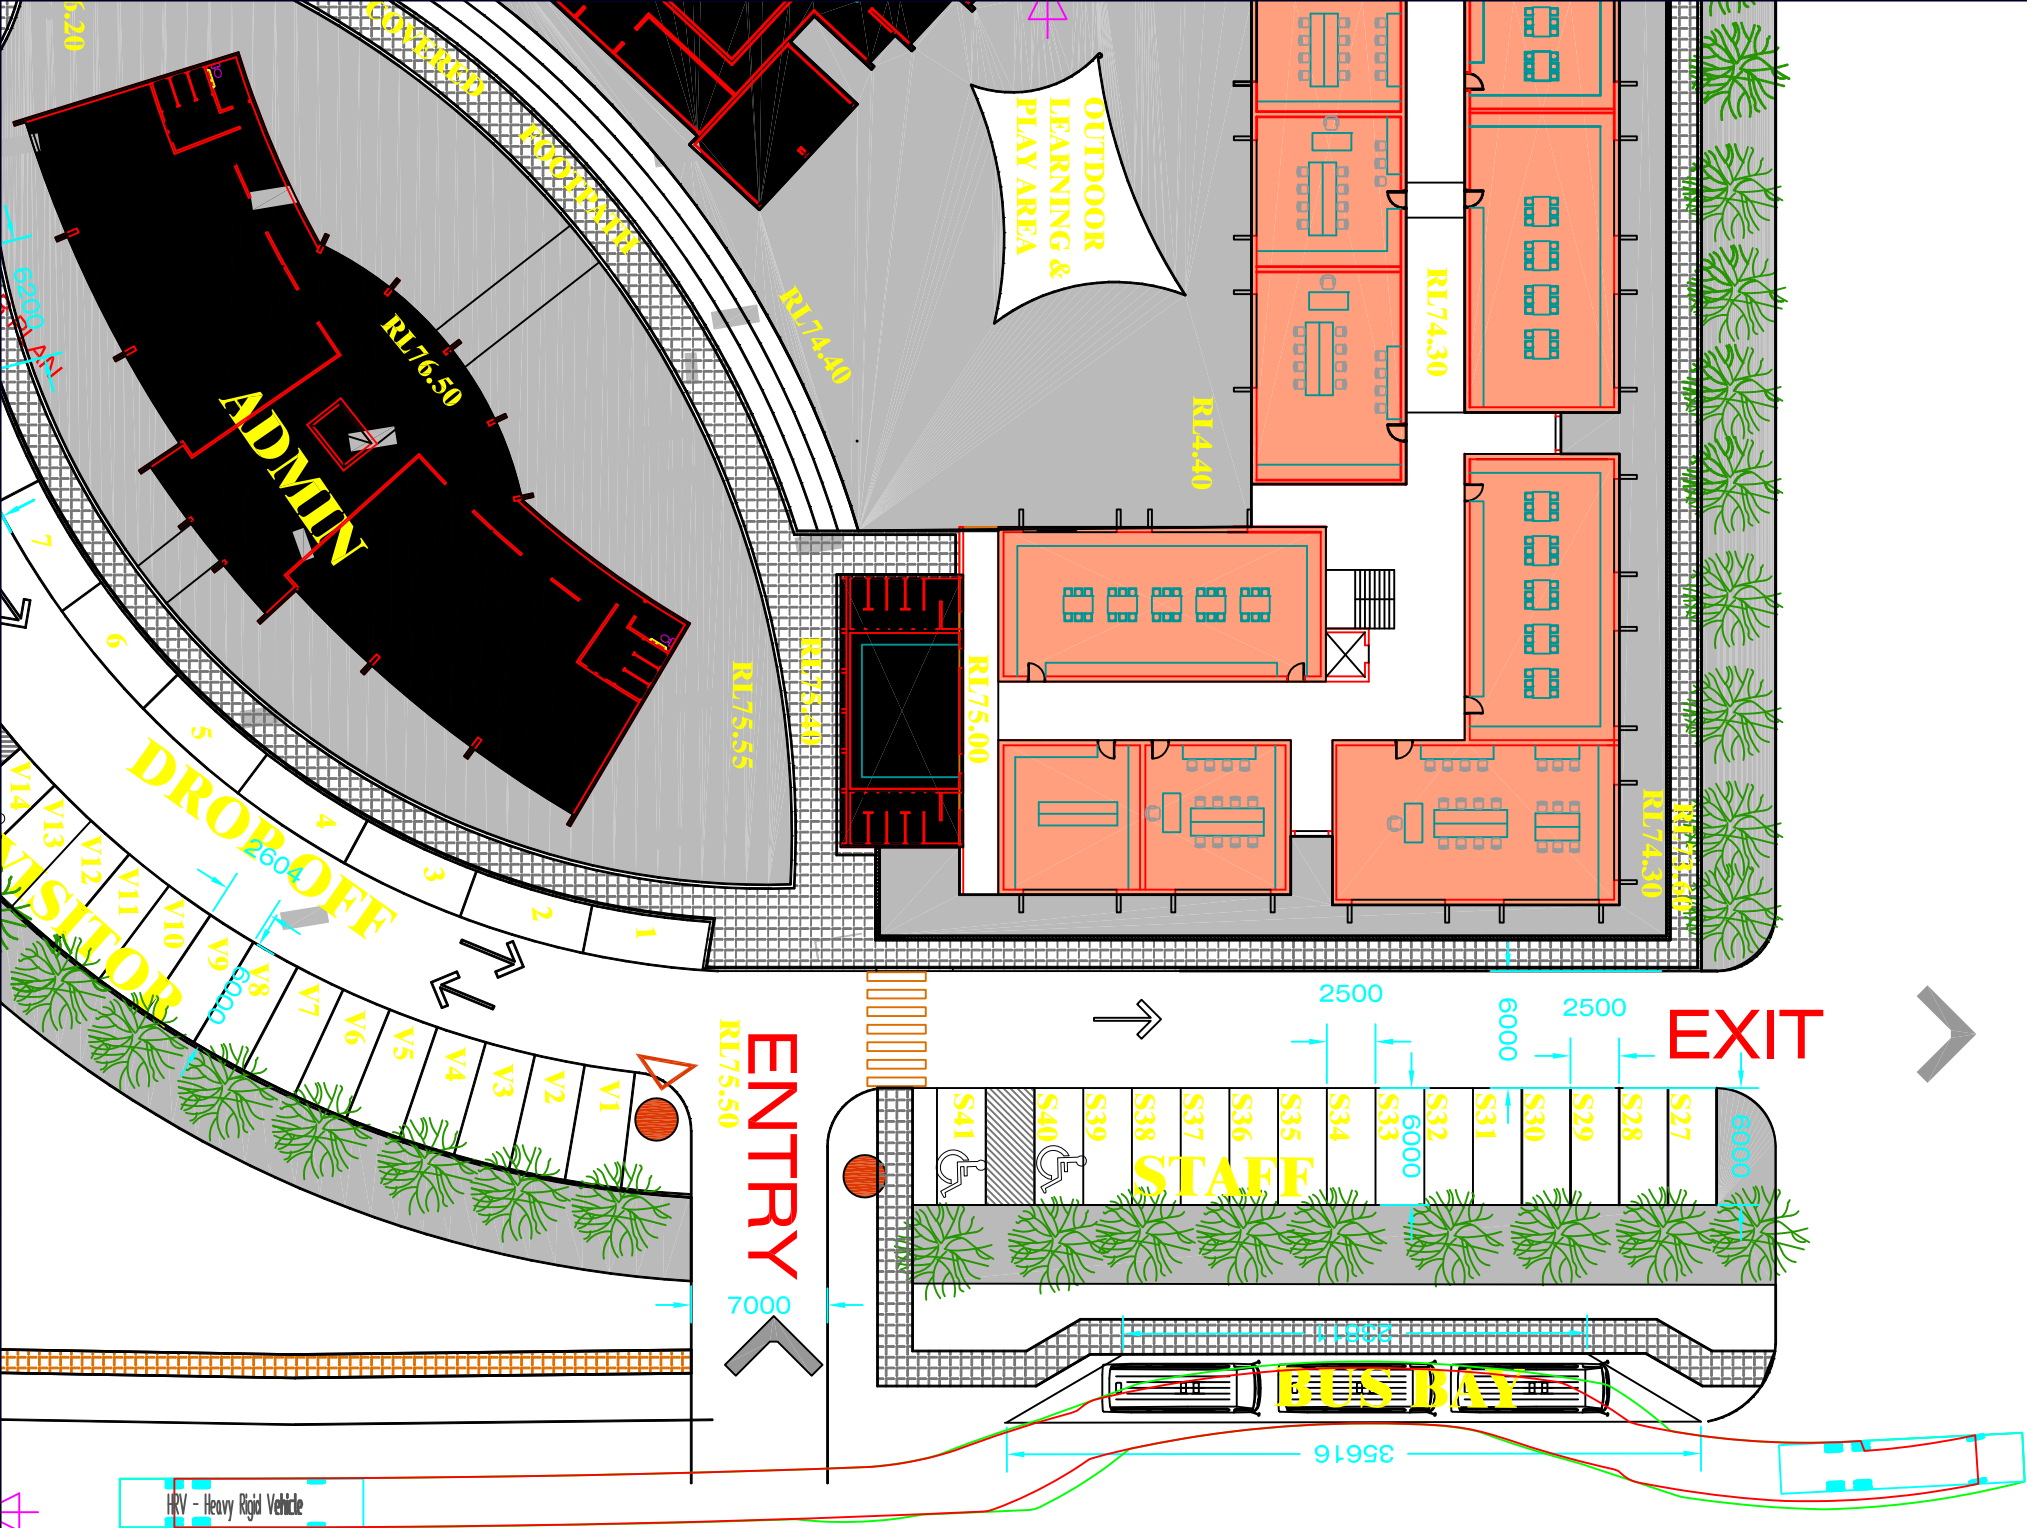 COVERED
FOOTPATH
OUTDOOR
LEARNING &
PLAY AREA
6200
RL76.50
ADMIN
RL74.40
RL4.40
RL74.30
RL75.55
RL75.40
RL75.00
RL74.30
RL73.60
7
6
5
4
3
2
1
DROP OFF
2604
6000
VISITOR
V14
V13
V12
V11
V10
V9
V8
V7
V6
V5
V4
V3
V2
V1
RL75.50
ENTRY
7000
2500
6000
2500
EXIT
S41
S40
S39
S38
S37
S36
S35
S34
S33
S32
S31
S30
S29
S28
S27
6000
6000
STAFF
23811
BUS BAY
35616
HRV - Heavy Rigid Vehicle